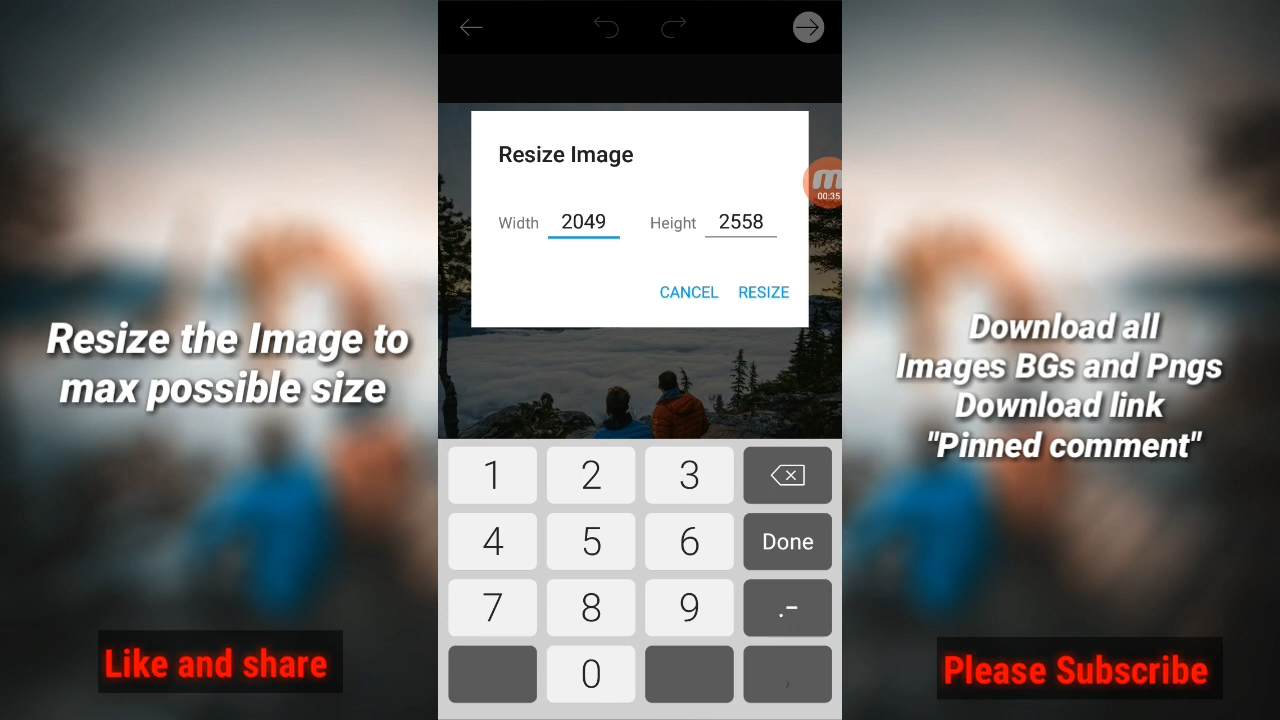 Resize Image
Width 2049 Height 2558
CANCEL RESIZE
m
00:35
Resize the Image to
max possible size
Download all
Images BGs and Pngs
Download link
"Pinned comment"
1 2 3
4 5 6 Done
7 8 9 .-
0 ,
Like and share
Please Subscribe